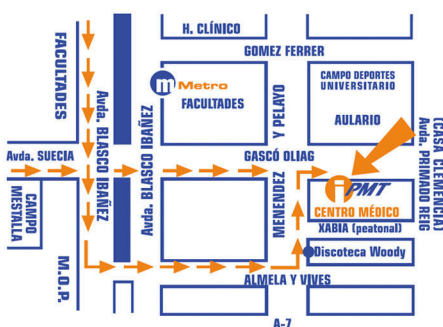 H. CLÍNICO
GOMEZ FERRER
FACULTADES
Avda. BLASCO IBAÑEZ
Avda. BLASCO IBAÑEZ
m Metro
FACULTADES
Y PELAYO
MENENDEZ
CAMPO DEPORTES
UNIVERSITARIO
AULARIO
(CASA CLEMENCIA)
Avda. PRIMADO REIG
Avda. SUECIA
GASCÓ OLIAG
CAMPO
MESTALLA
PMT
CENTRO MÉDICO
XABIA (peatonal)
Discoteca Woody
M.O.P.
ALMELA Y VIVES
A-7